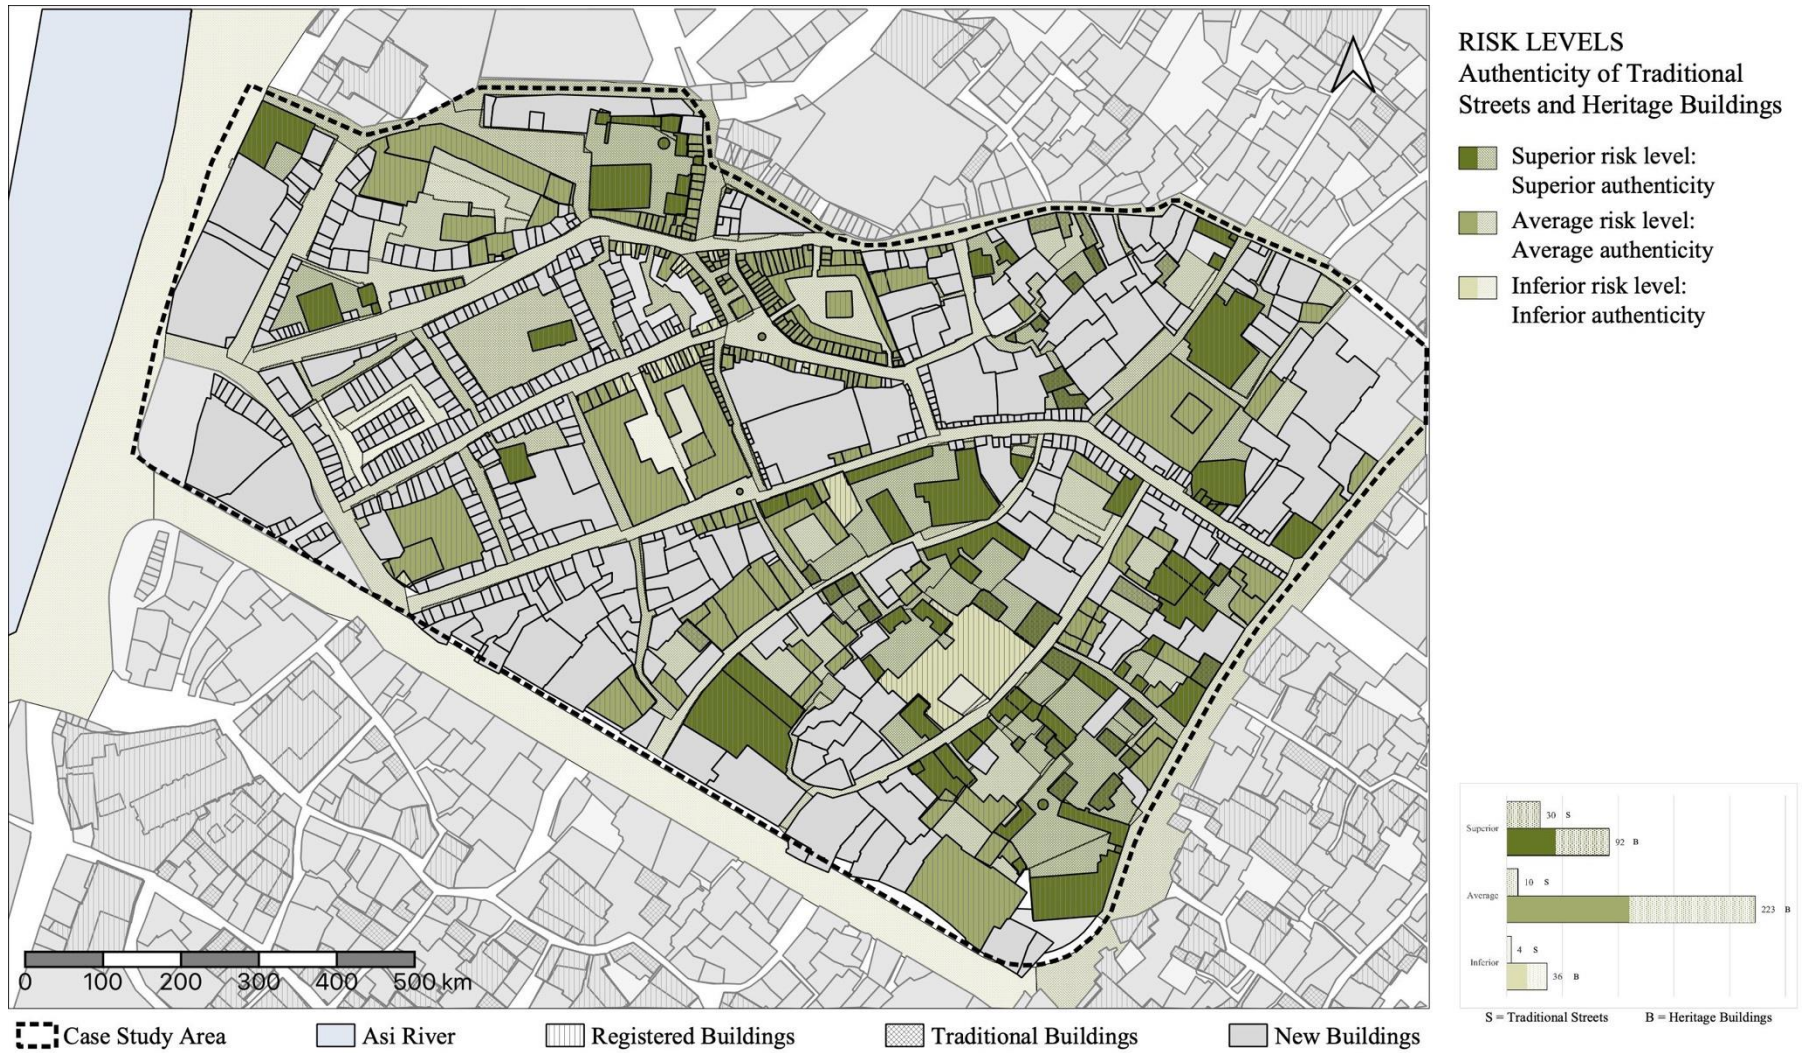 RISK LEVELS
Authenticity of Traditional
Streets and Heritage Buildings
Superior risk level:
Superior authenticity
Average risk level:
Average authenticity
Inferior risk level:
Inferior authenticity
Superior
30 S
92 B
Average
10 S
223 B
Inferior
4 S
36 B
S = Traditional Streets B = Heritage Buildings
0 100 200 300 400 500 km
Case Study Area Asi River Registered Buildings Traditional Buildings New Buildings